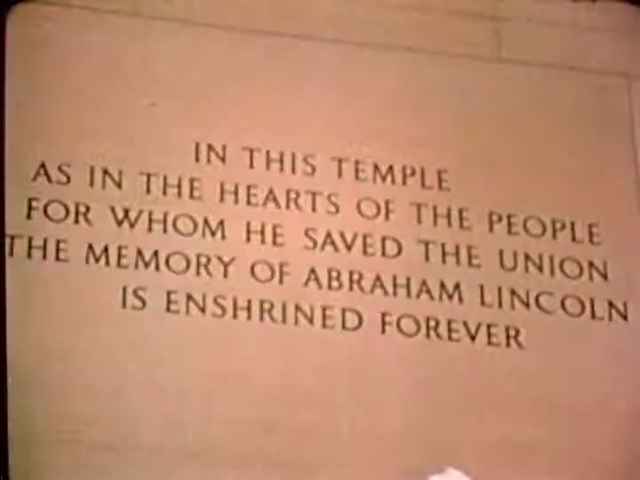 IN THIS TEMPLE
AS IN THE HEARTS OF THE PEOPLE
FOR WHOM HE SAVED THE UNION
THE MEMORY OF ABRAHAM LINCOLN
IS ENSHRINED FOREVER